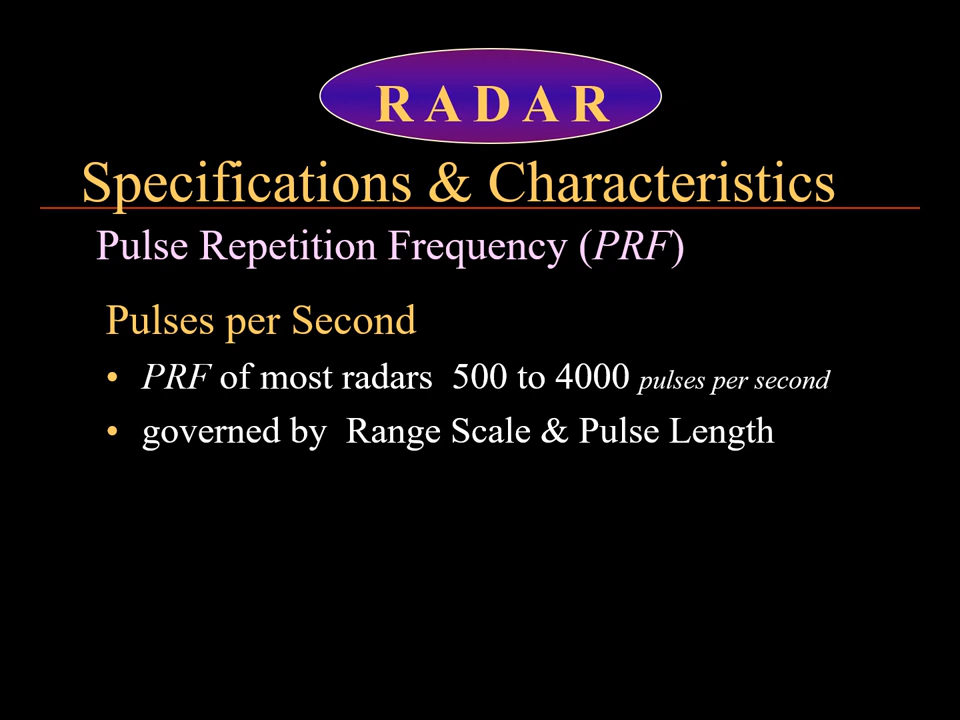 R A D A R
Specifications & Characteristics
Pulse Repetition Frequency (PRF)
Pulses per Second
• PRF of most radars 500 to 4000 pulses per second
• governed by Range Scale & Pulse Length